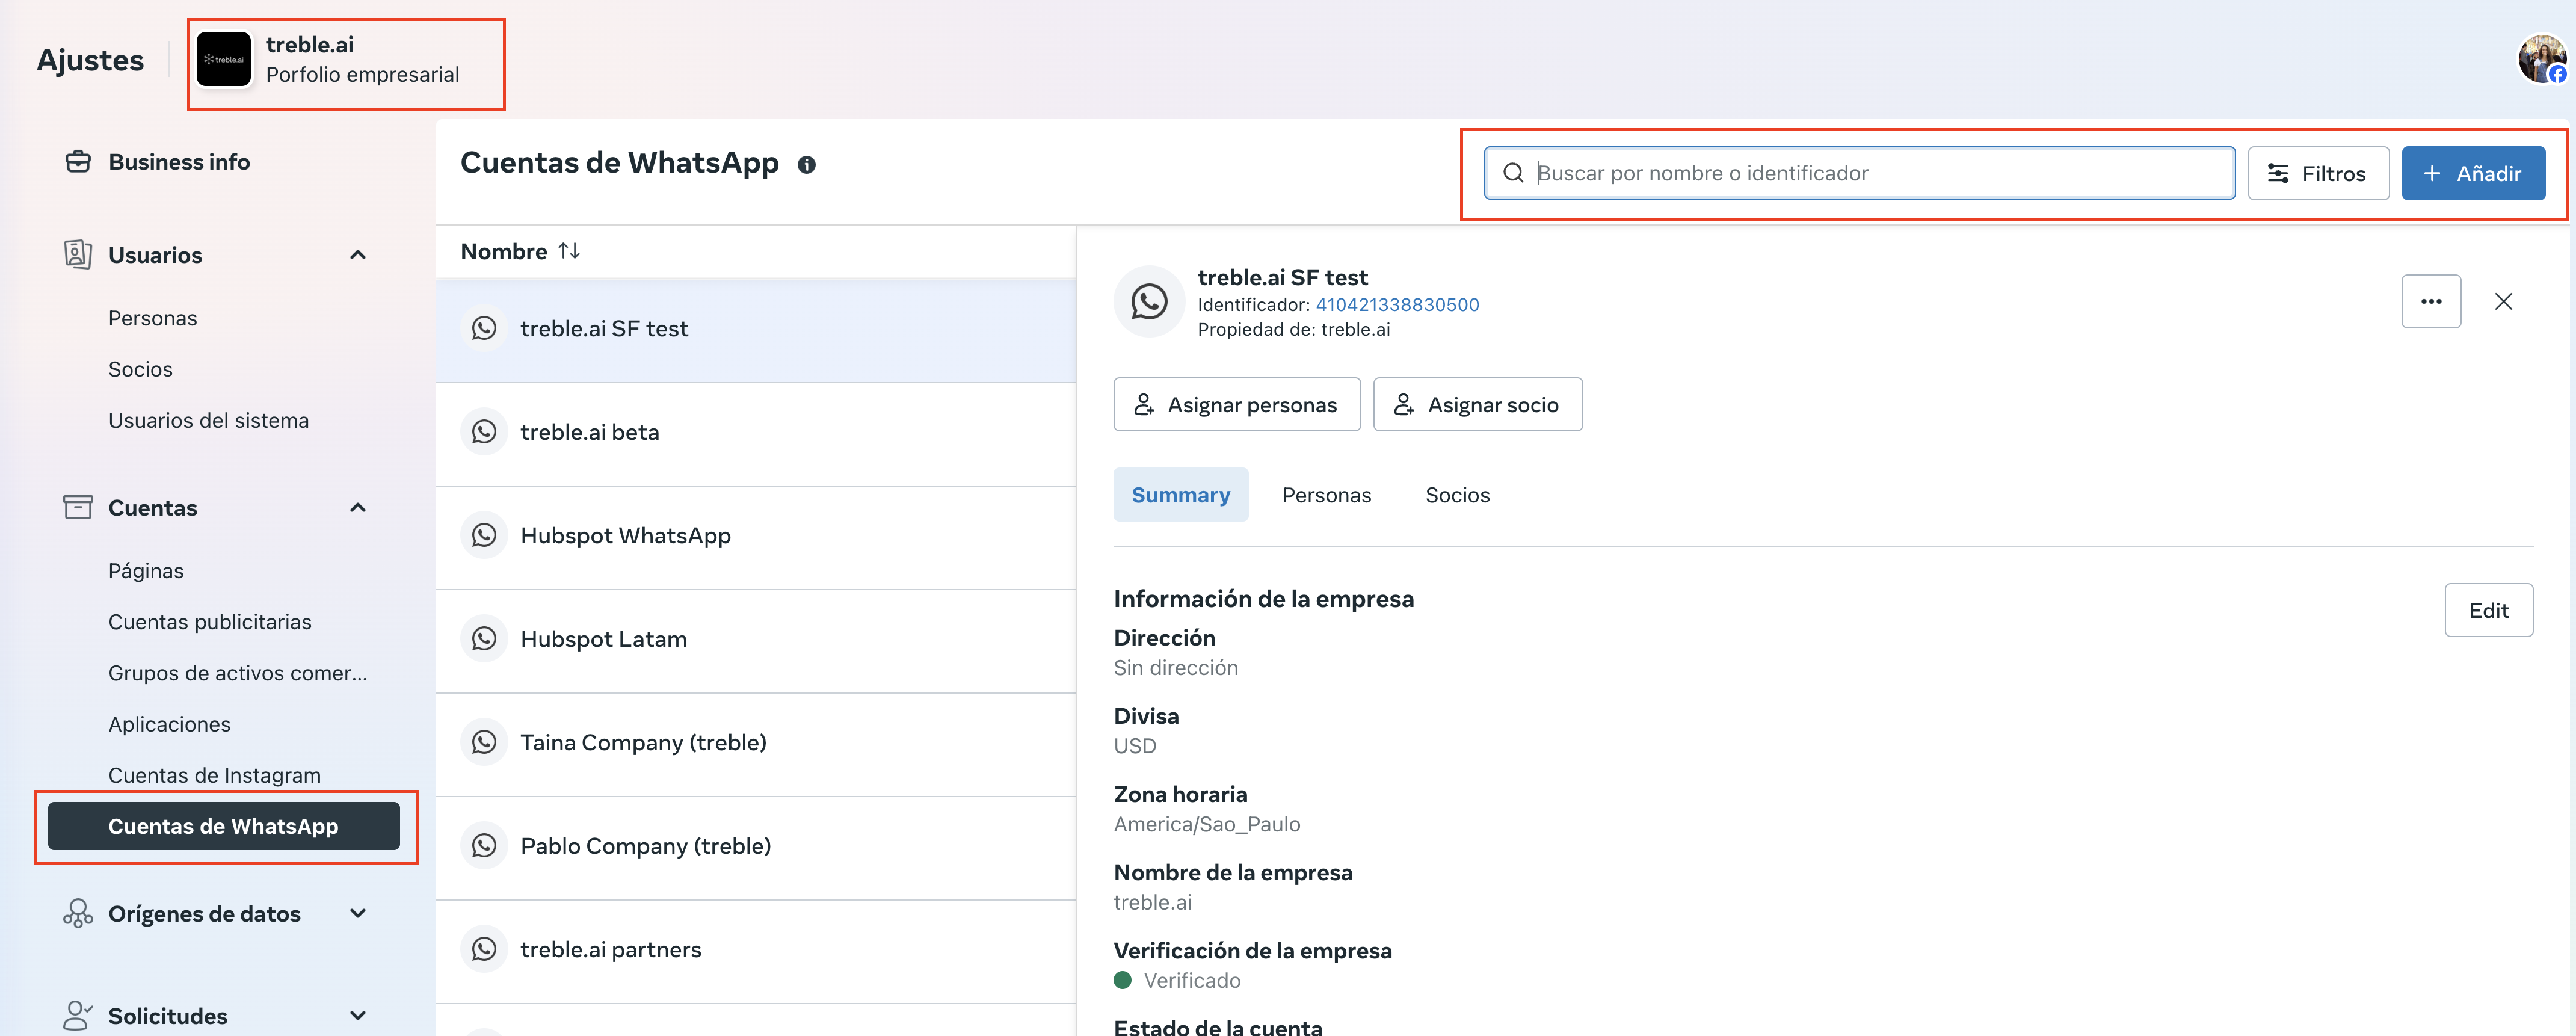 Ajustes
treble.ai
treble.ai
Porfolio empresarial
Business info
Usuarios
Personas
Socios
Usuarios del sistema
Cuentas
Páginas
Cuentas publicitarias
Grupos de activos comer...
Aplicaciones
Cuentas de Instagram
Cuentas de WhatsApp
Orígenes de datos
Solicitudes
Cuentas de WhatsApp
Buscar por nombre o identificador
Filtros
+ Añadir
Nombre
treble.ai SF test
treble.ai beta
Hubspot WhatsApp
Hubspot Latam
Taina Company (treble)
Pablo Company (treble)
treble.ai partners
treble.ai SF test
Identificador: 410421338830500
Propiedad de: treble.ai
Asignar personas
Asignar socio
Summary
Personas
Socios
Información de la empresa
Edit
Dirección
Sin dirección
Divisa
USD
Zona horaria
America/Sao_Paulo
Nombre de la empresa
treble.ai
Verificación de la empresa
Verificado
Estado de la cuenta